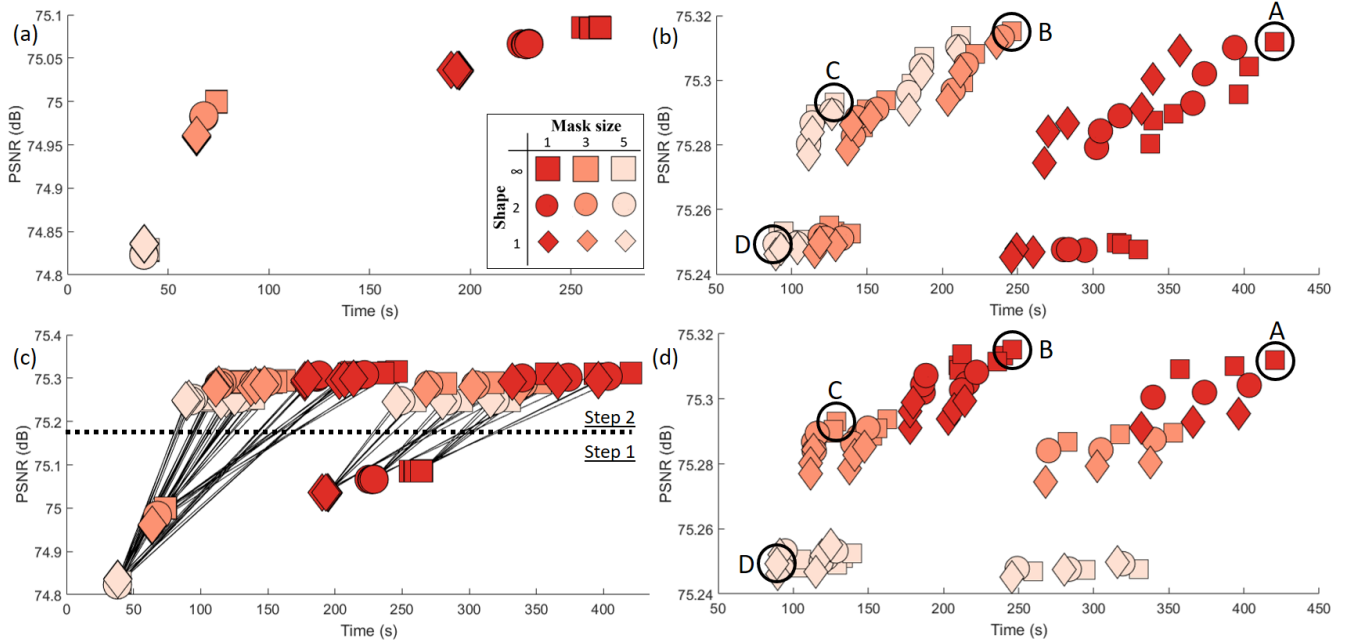 (a)
PSNR (dB)
75.1
75.05
75
74.95
74.9
74.85
74.8
0 50 100 150 200 250
Time (s)
Mask size
1 3 5
Shape
∞
2
1
(b)
PSNR (dB)
75.32
75.3
75.28
75.26
75.24
50 100 150 200 250 300 350 400 450
Time (s)
A
B
C
D
(c)
PSNR (dB)
75.4
75.3
75.2
75.1
75
74.9
74.8
0 50 100 150 200 250 300 350 400
Time (s)
Step 2
Step 1
(d)
PSNR (dB)
75.32
75.3
75.28
75.26
75.24
50 100 150 200 250 300 350 400 450
Time (s)
A
B
C
D